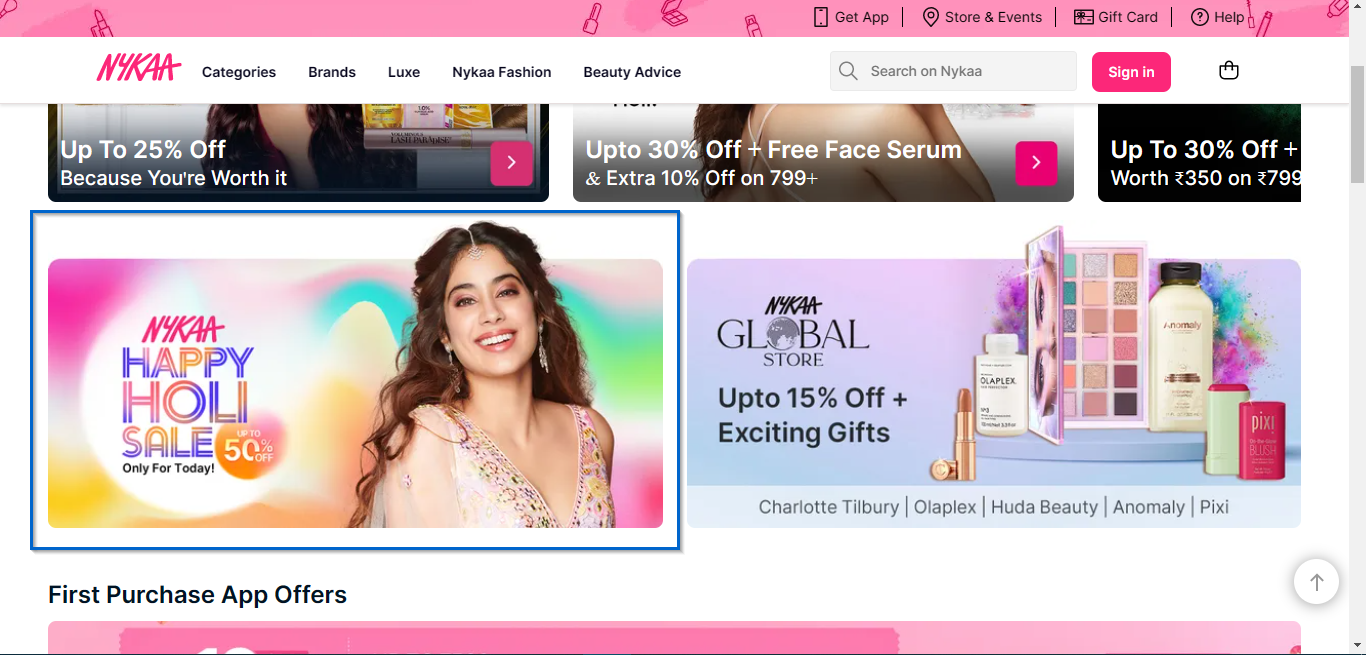 Get App
Store & Events
Gift Card
Help
NYKAA
Categories
Brands
Luxe
Nykaa Fashion
Beauty Advice
Search on Nykaa
Sign in
1.0%
VOLUMINOUS
LASH PARADISE
Up To 25% Off
Because You're Worth it
Upto 30% Off + Free Face Serum
& Extra 10% Off on 799+
Up To 30% Off +
Worth ₹350 on ₹799
NYKAA
HAPPY
HOLI
SALE
UP TO
50%
OFF
Only For Today!
NYKAA
GLOBAL
STORE
Upto 15% Off +
Exciting Gifts
OLAPLEX.
Anomaly
pixi
BLUSH
Charlotte Tilbury | Olaplex | Huda Beauty | Anomaly | Pixi
First Purchase App Offers